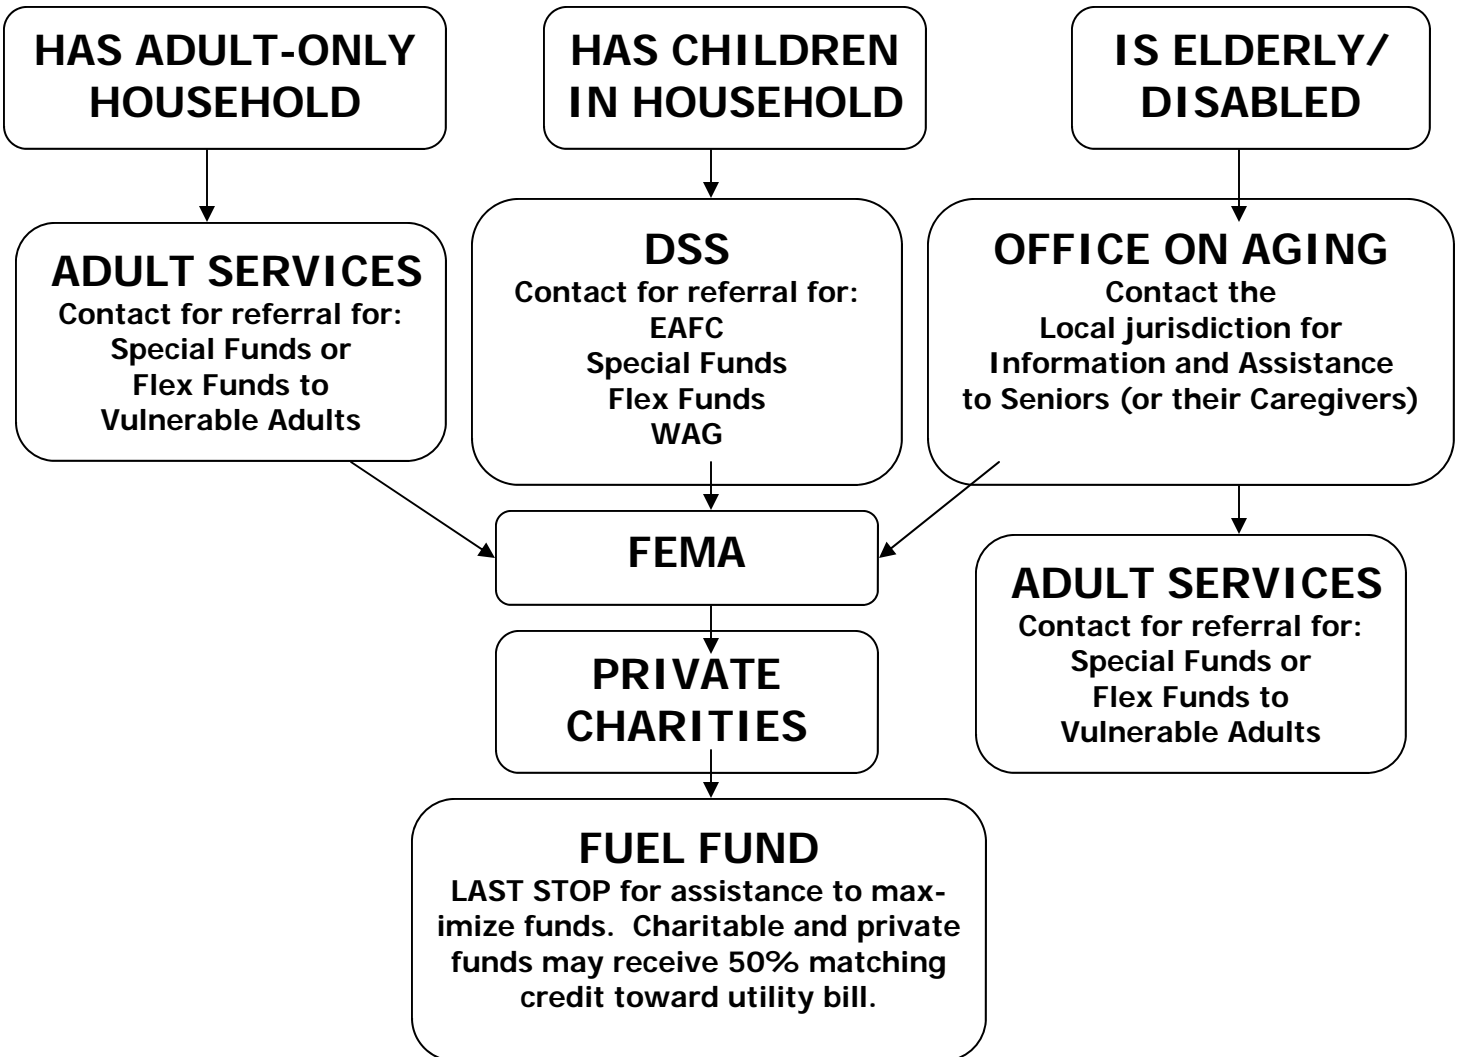 HAS ADULT-ONLY
HOUSEHOLD
HAS CHILDREN
IN HOUSEHOLD
IS ELDERLY/
DISABLED
ADULT SERVICES
Contact for referral for:
Special Funds or
Flex Funds to
Vulnerable Adults
DSS
Contact for referral for:
EAFC
Special Funds
Flex Funds
WAG
OFFICE ON AGING
Contact the
Local jurisdiction for
Information and Assistance
to Seniors (or their Caregivers)
FEMA
ADULT SERVICES
Contact for referral for:
Special Funds or
Flex Funds to
Vulnerable Adults
PRIVATE
CHARITIES
FUEL FUND
LAST STOP for assistance to max-
imize funds.  Charitable and private
funds may receive 50% matching
credit toward utility bill.